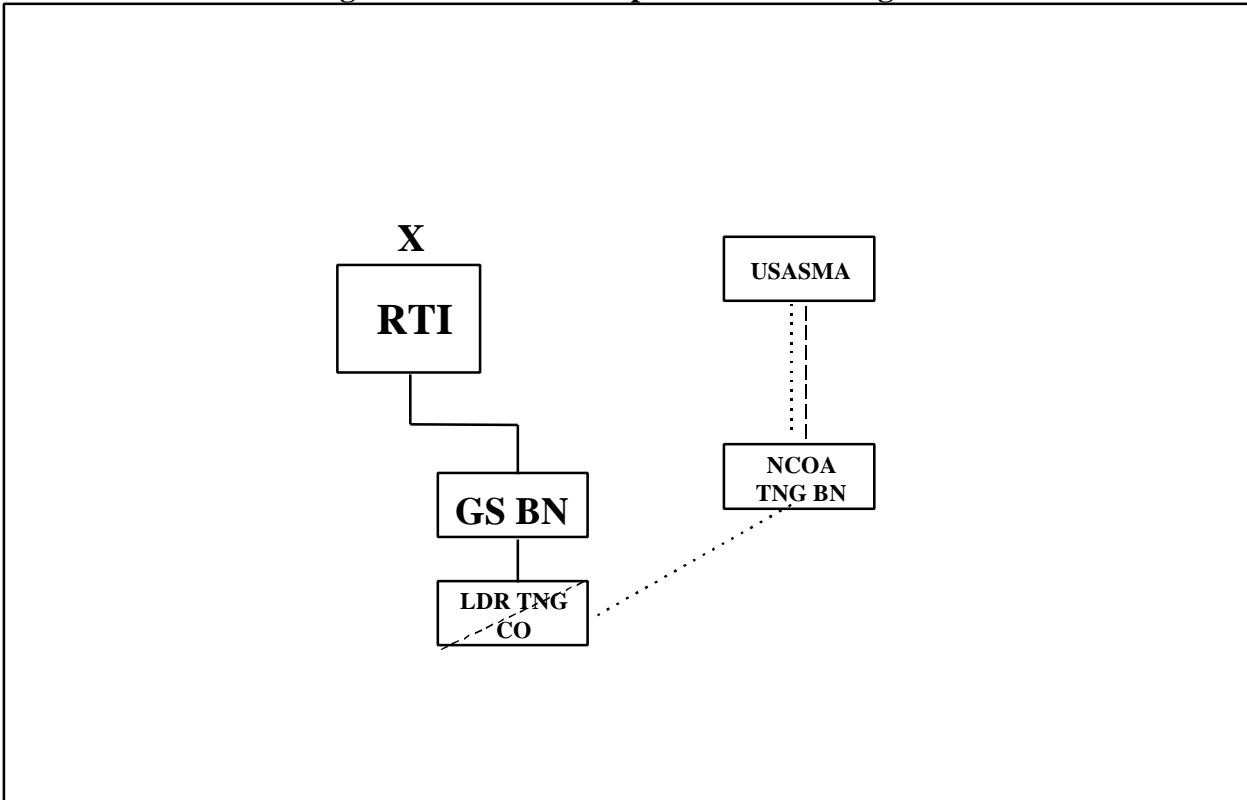 X
RTI
USASMA
NCOA
TNG BN
GS BN
LDR TNG
CO